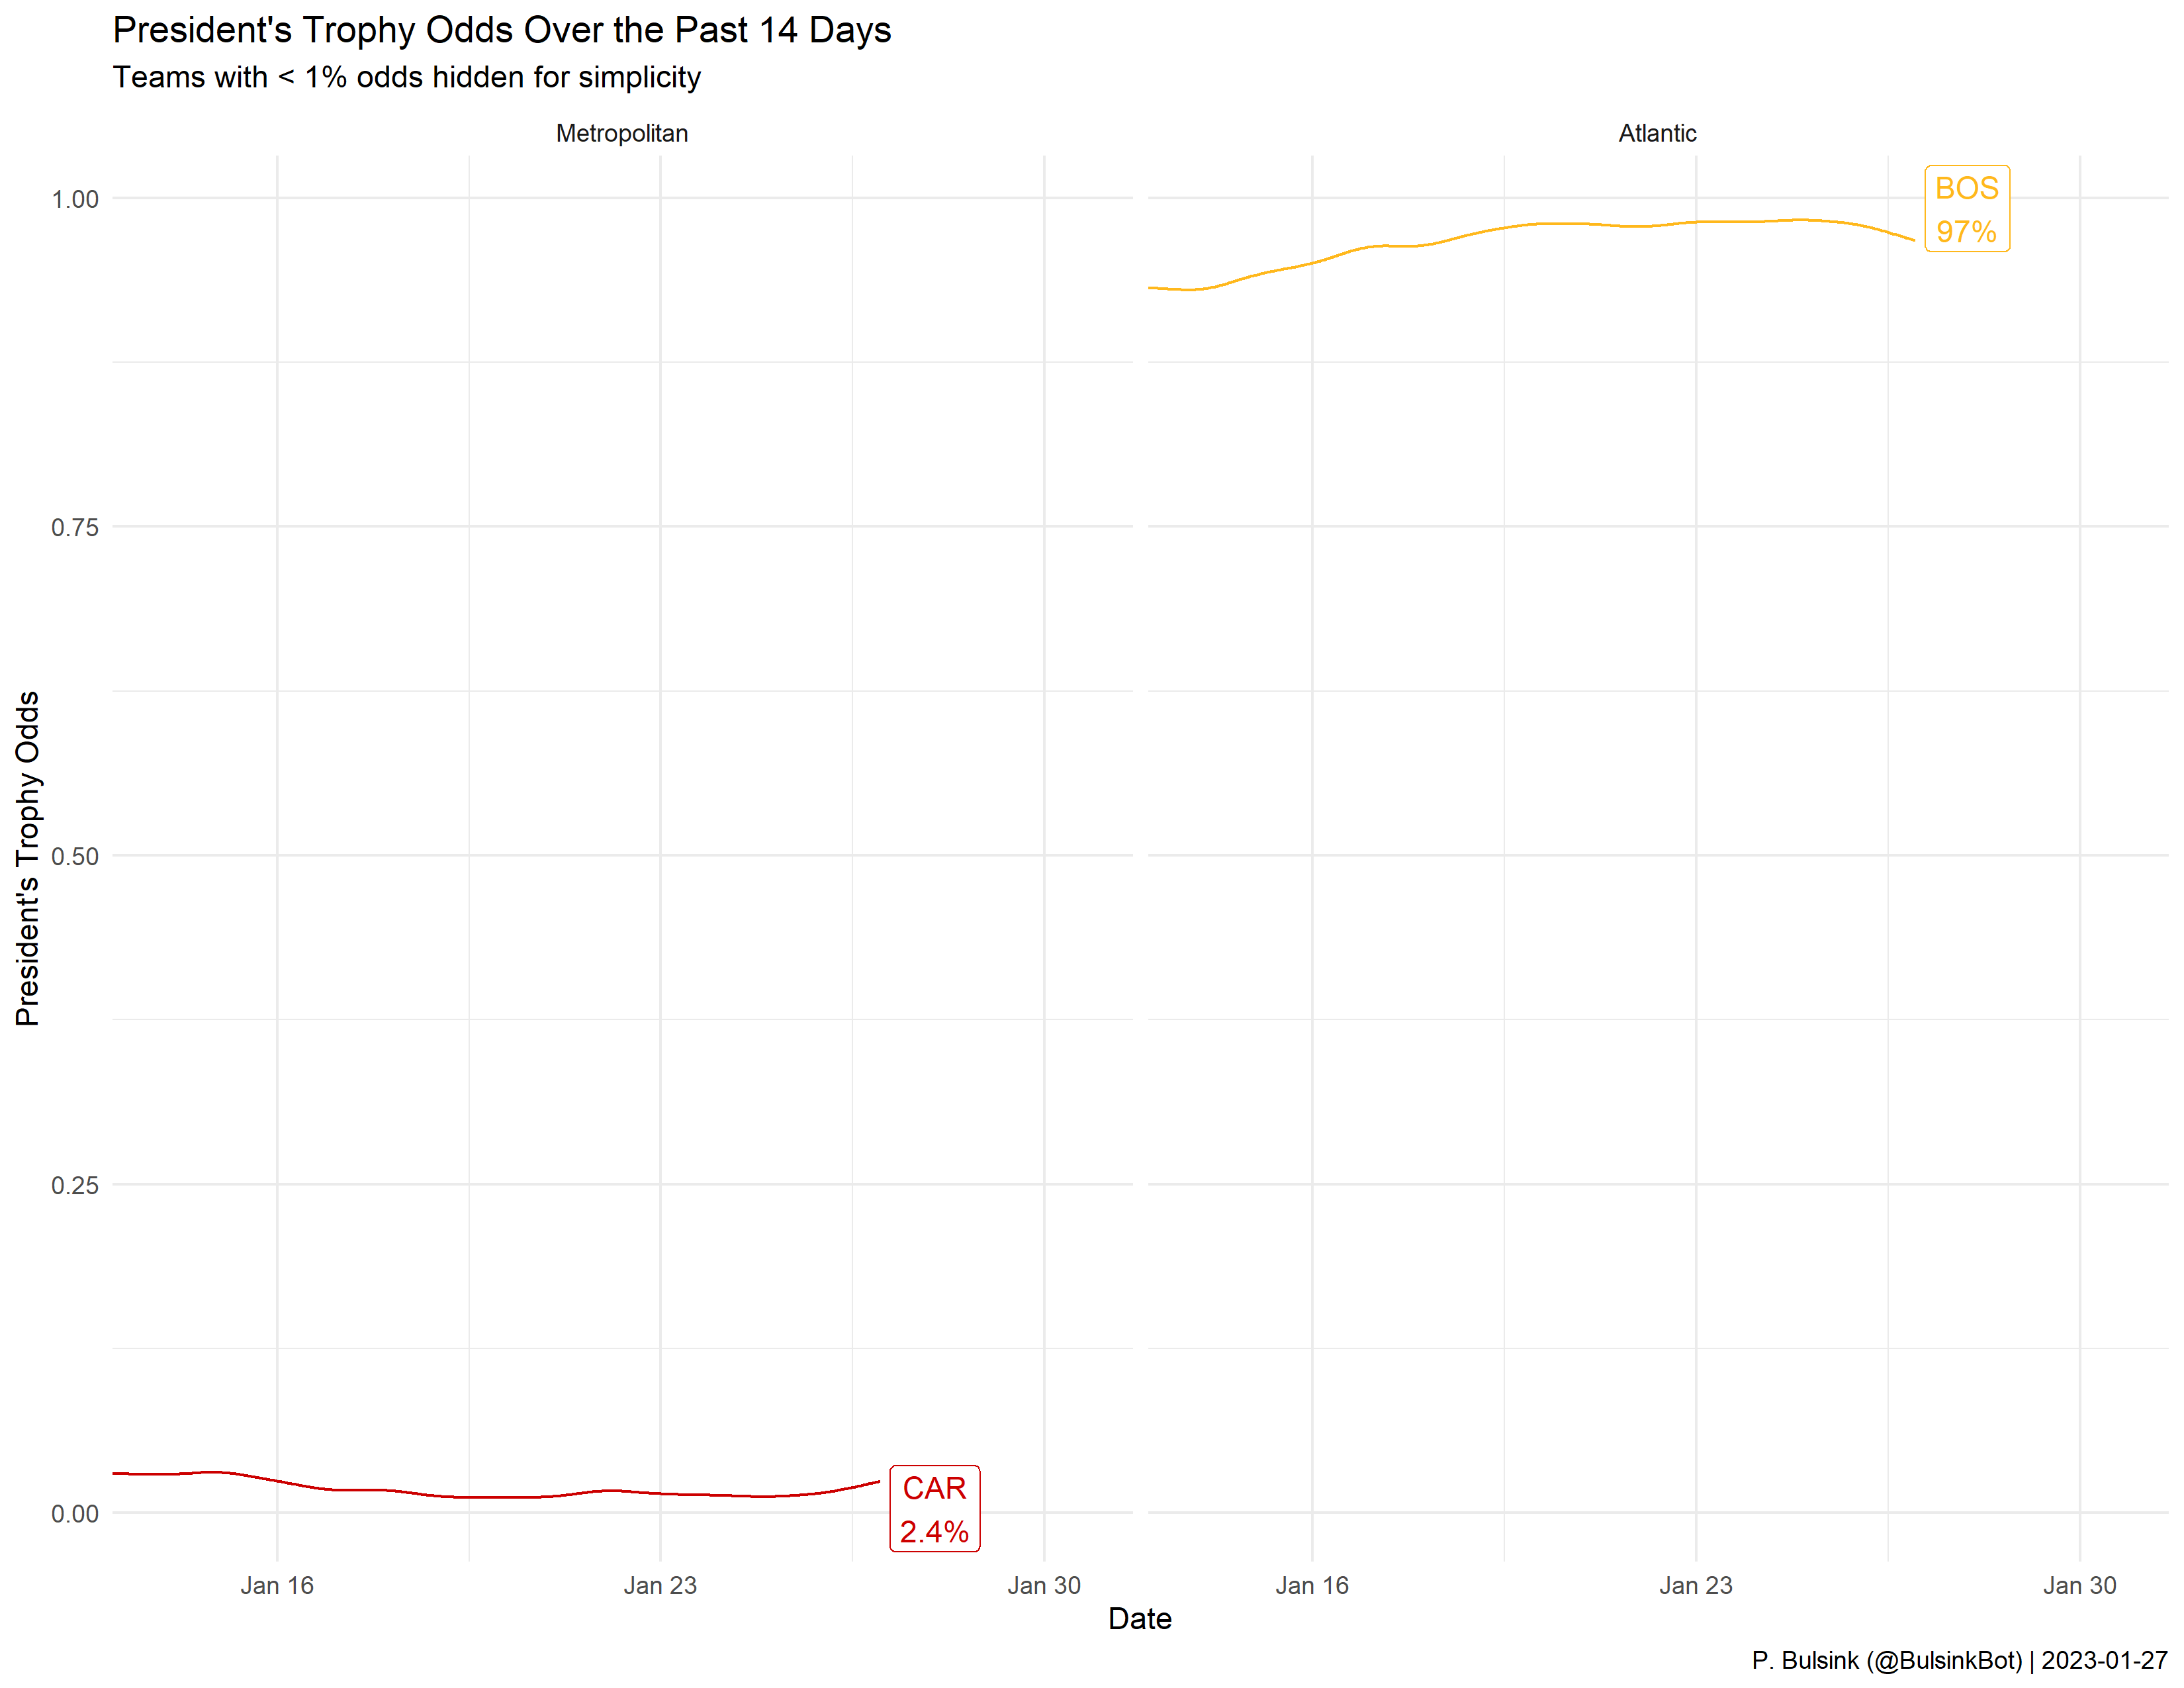 President's Trophy Odds Over the Past 14 Days
Teams with < 1% odds hidden for simplicity
Metropolitan
Atlantic
President's Trophy Odds
1.00
0.75
0.50
0.25
0.00
BOS
97%
CAR
2.4%
Jan 16
Jan 23
Jan 30
Jan 16
Jan 23
Jan 30
Date
P. Bulsink (@BulsinkBot) | 2023-01-27